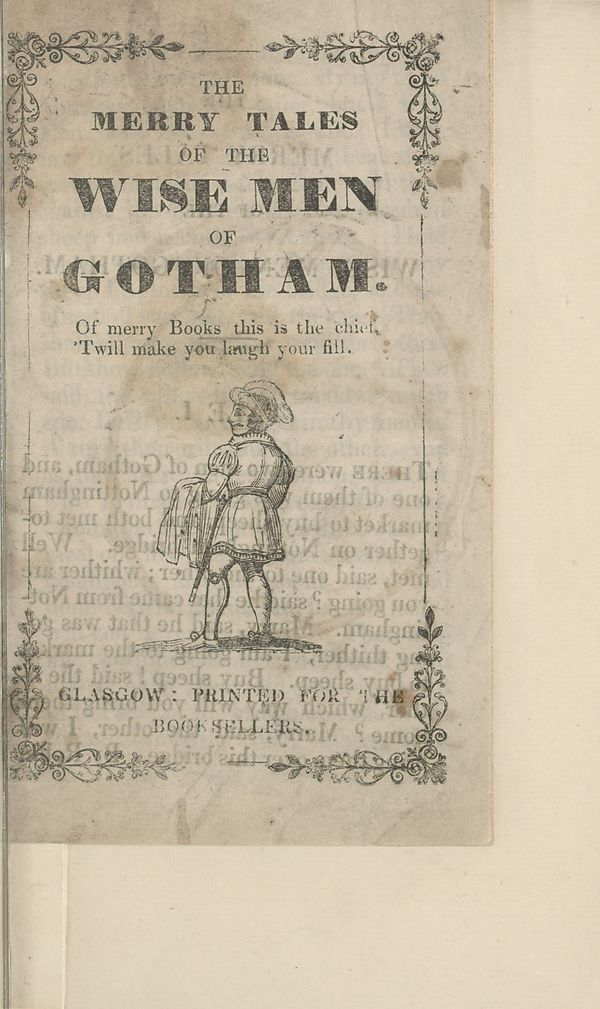 THE
MERRY TALES
OF THE
WISE MEN
OF
GOTHAM.
Of merry Books this is the chief,
'Twill make you laugh your fill.
GLASGOW: PRINTED FOR THE
BOOKSELLERS.